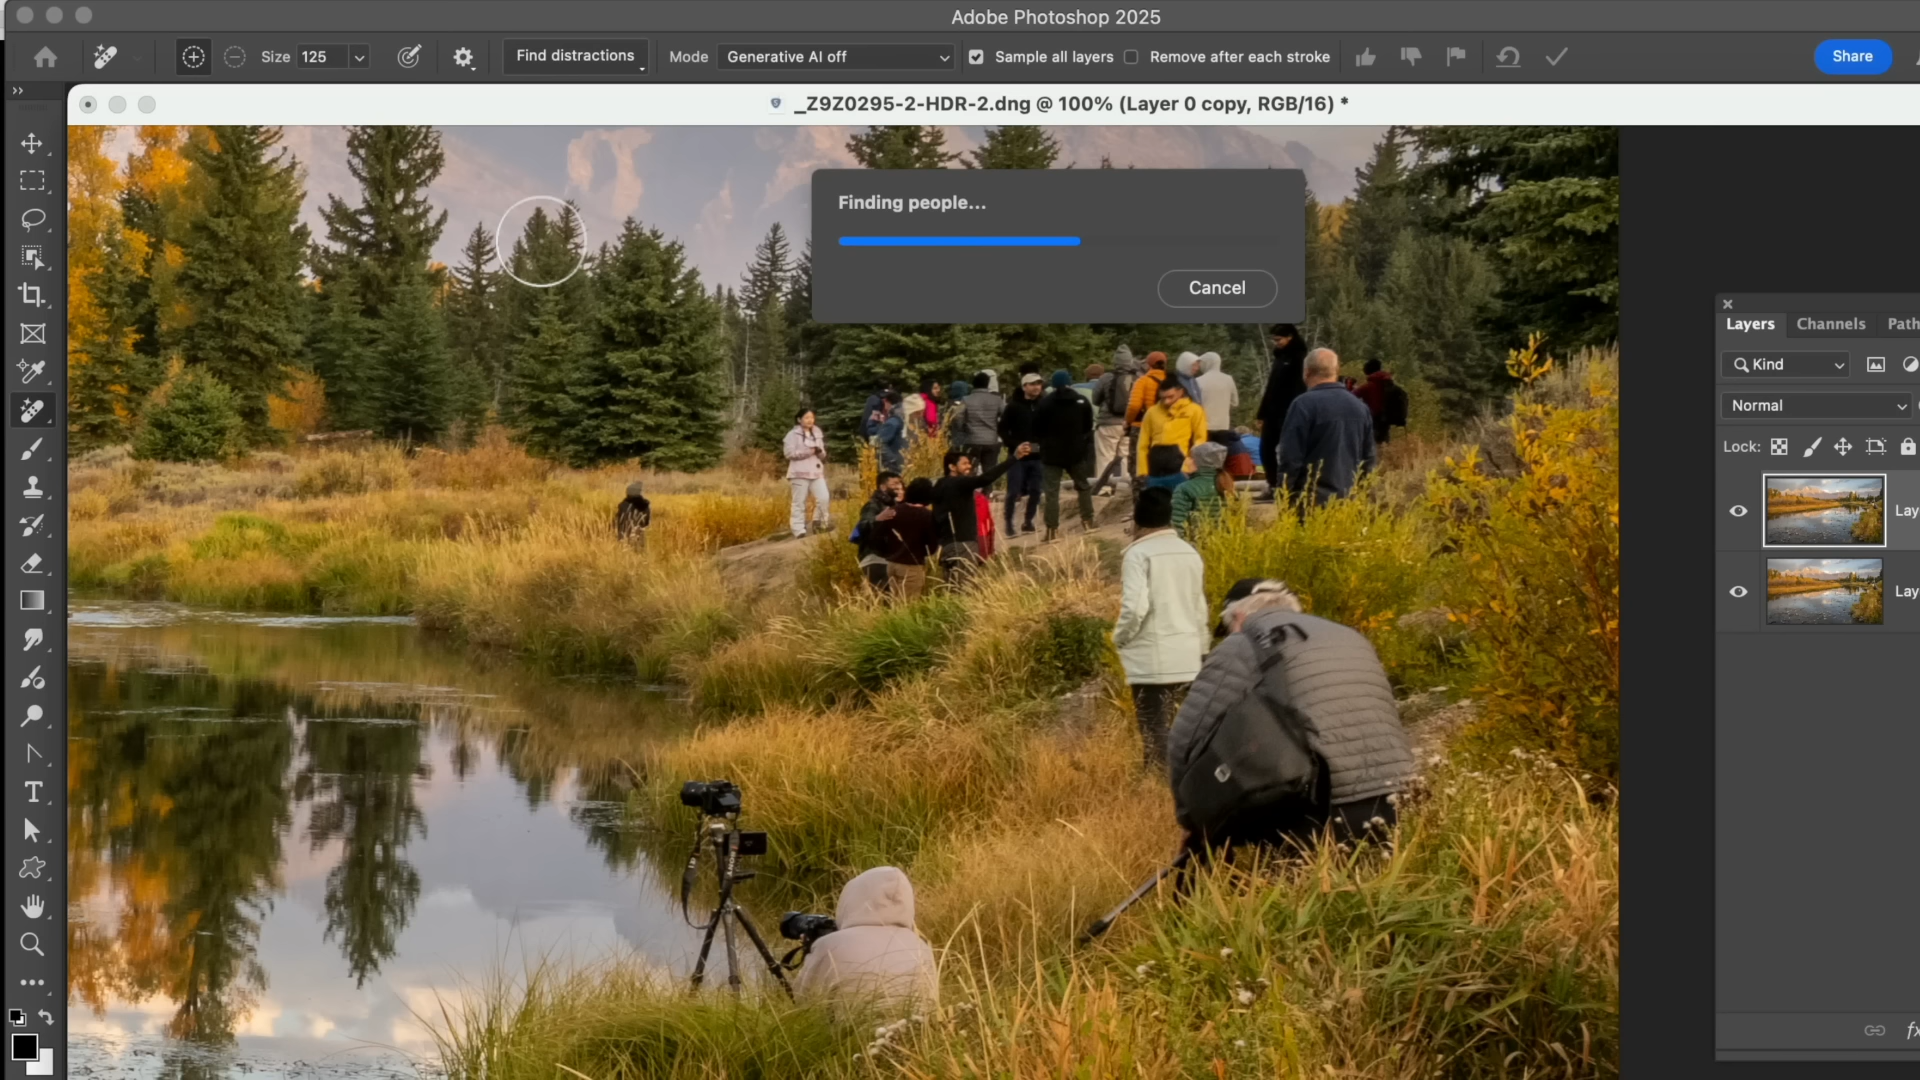 Adobe Photoshop 2025
Size 125 Find distractions Mode Generative AI off Sample all layers Remove after each stroke Share
_Z9Z0295-2-HDR-2.dng @ 100% (Layer 0 copy, RGB/16) *
Finding people...
Cancel
Layers Channels Path
Kind
Normal
Lock:
Lay
Lay
fx